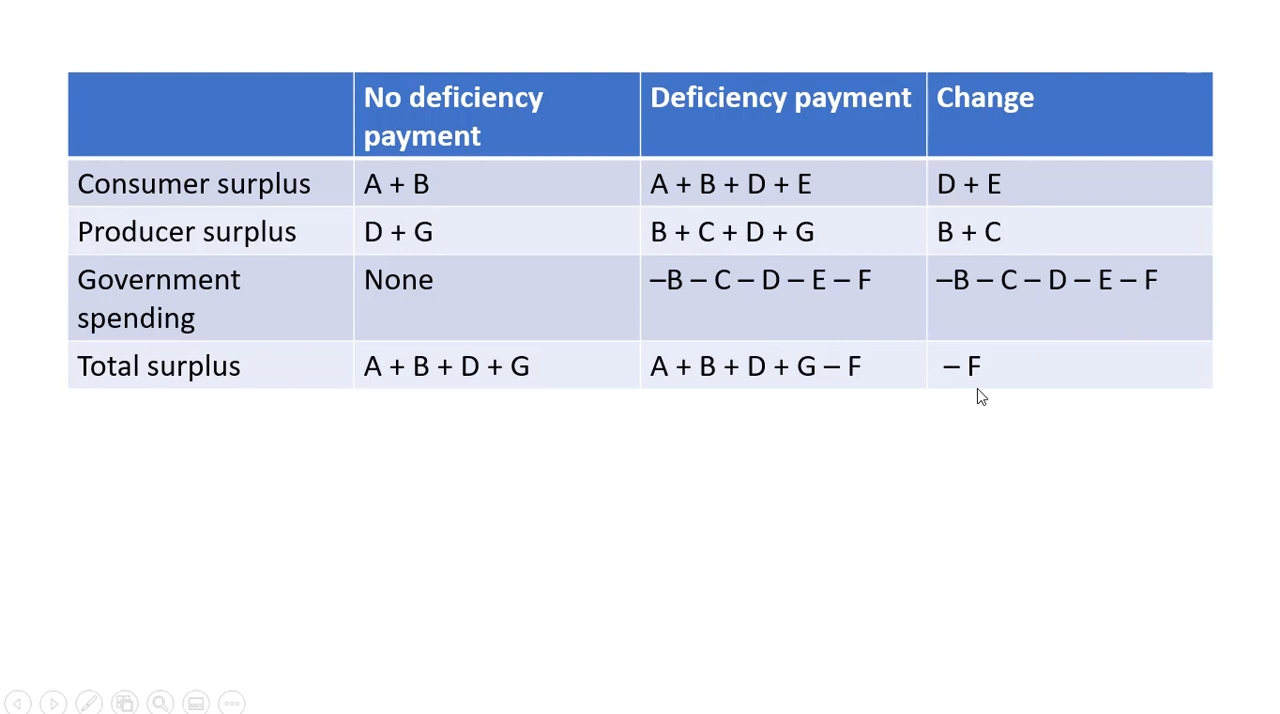 No deficiency Deficiency payment Change
payment
Consumer surplus A + B A + B + D + E D + E
Producer surplus D + G B + C + D + G B + C
Government None –B – C – D – E – F –B – C – D – E – F
spending
Total surplus A + B + D + G A + B + D + G – F – F